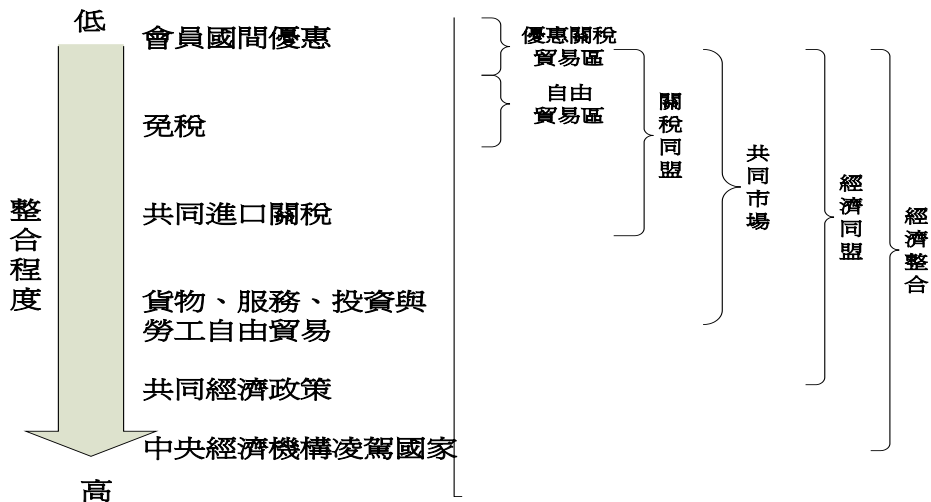 低
會員國間優惠
免稅
共同進口關稅
貨物、服務、投資與
勞工自由貿易
共同經濟政策
中央經濟機構凌駕國家
高
整合程度
優惠關稅
貿易區
自由
貿易區
關稅同盟
共同市場
經濟同盟
經濟整合